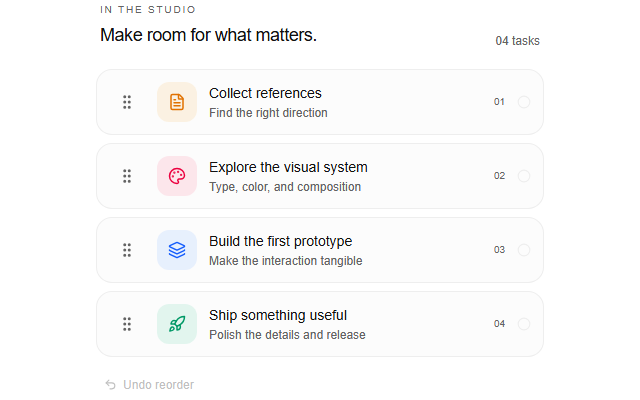 IN THE STUDIO
Make room for what matters.
04 tasks
Collect references
Find the right direction
01
Explore the visual system
Type, color, and composition
02
Build the first prototype
Make the interaction tangible
03
Ship something useful
Polish the details and release
04
Undo reorder